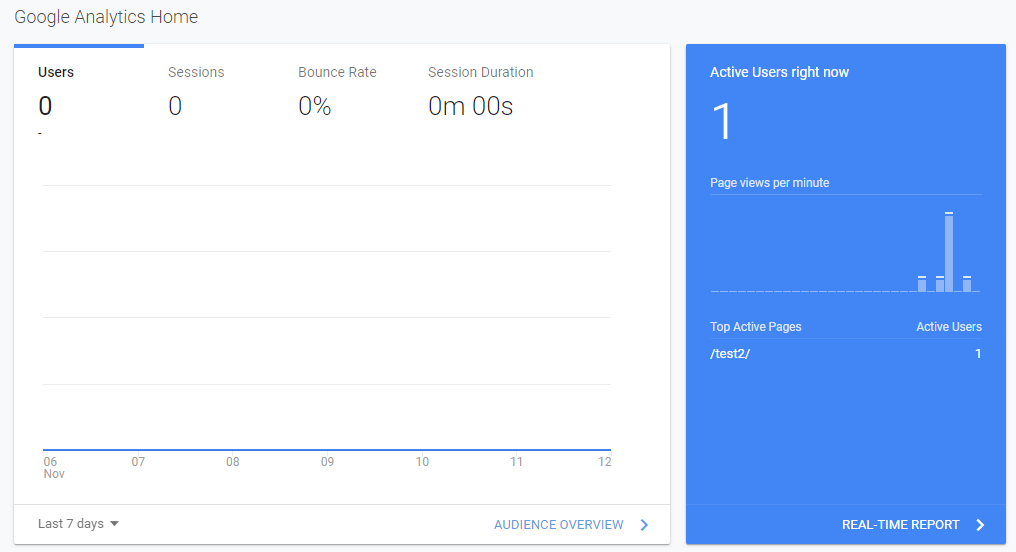 Google Analytics Home
Users
Sessions
Bounce Rate
Session Duration
0
0
0%
0m 00s
-
06
Nov
07
08
09
10
11
12
Last 7 days
AUDIENCE OVERVIEW
Active Users right now
1
Page views per minute
Top Active Pages
Active Users
/test2/
1
REAL-TIME REPORT